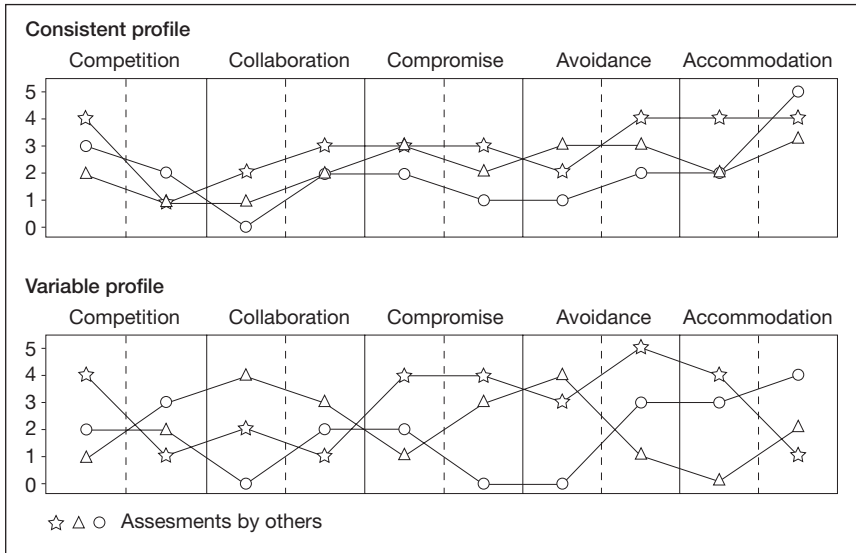 Consistent profile
Competition Collaboration Compromise Avoidance Accommodation
5
4
3
2
1
0
Variable profile
Competition Collaboration Compromise Avoidance Accommodation
5
4
3
2
1
0
Assesments by others